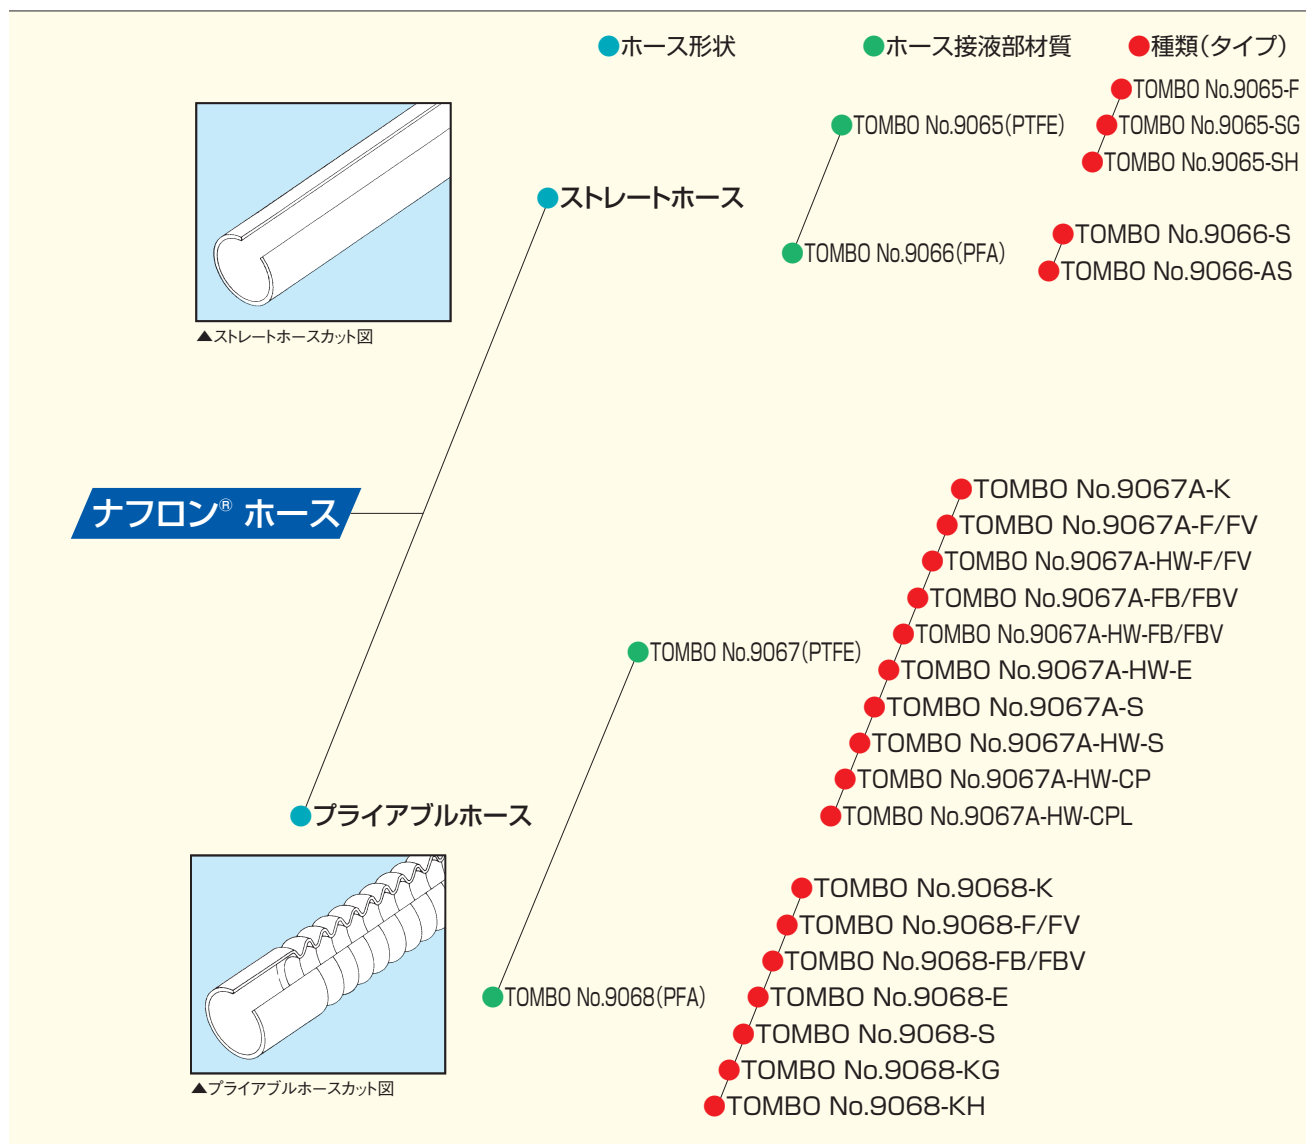 ●ホース形状 ●ホース接液部材質 ●種類(タイプ)
TOMBO No.9065-F
TOMBO No.9065(PTFE) TOMBO No.9065-SG
TOMBO No.9065-SH
ストレートホース
TOMBO No.9066-S
TOMBO No.9066(PFA) TOMBO No.9066-AS
▲ストレートホースカット図
ナフロン® ホース
TOMBO No.9067A-K
TOMBO No.9067A-F/FV
TOMBO No.9067A-HW-F/FV
TOMBO No.9067A-FB/FBV
TOMBO No.9067A-HW-FB/FBV
TOMBO No.9067(PTFE)
TOMBO No.9067A-HW-E
TOMBO No.9067A-S
TOMBO No.9067A-HW-S
TOMBO No.9067A-HW-CP
プライアブルホース TOMBO No.9067A-HW-CPL
TOMBO No.9068-K
TOMBO No.9068-F/FV
TOMBO No.9068-FB/FBV
TOMBO No.9068(PFA) TOMBO No.9068-E
TOMBO No.9068-S
TOMBO No.9068-KG
▲プライアブルホースカット図
TOMBO No.9068-KH